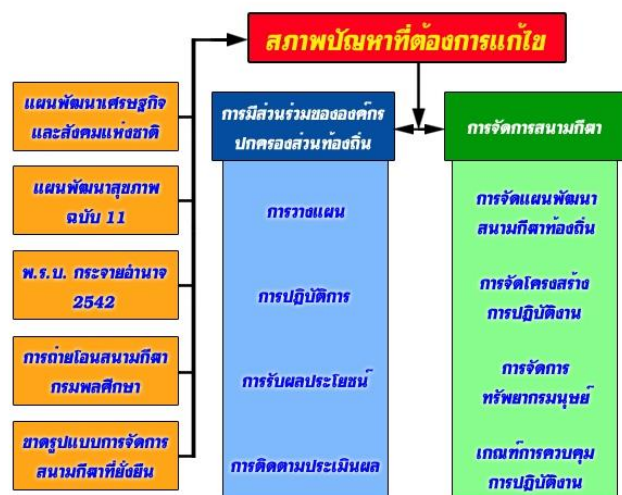 สภาพปัญหาที่ต้องการแก้ไข
แผนพัฒนาเศรษฐกิจ
และสังคมแห่งชาติ
แผนพัฒนาสุขภาพ
ฉบับ 11
พ.ร.บ. กระจายอำนาจ
2542
การถ่ายโอนสนามกีฬา
กรมพลศึกษา
ขาดรูปแบบการจัดการ
สนามกีฬาที่ยั่งยืน
การมีส่วนร่วมขององค์กร
ปกครองส่วนท้องถิ่น
การวางแผน
การปฏิบัติการ
การรับผลประโยชน์
การติดตามประเมินผล
การจัดการสนามกีฬา
การจัดแผนพัฒนา
สนามกีฬาท้องถิ่น
การจัดโครงสร้าง
การปฏิบัติงาน
การจัดการ
ทรัพยากรมนุษย์
เกณฑ์การควบคุม
การปฏิบัติงาน